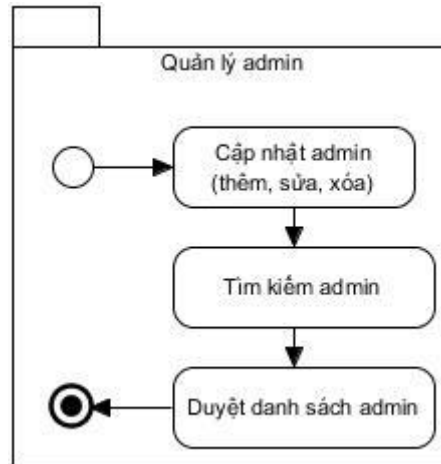 Quản lý admin
Cập nhật admin
(thêm, sửa, xóa)
Tìm kiếm admin
Duyệt danh sách admin